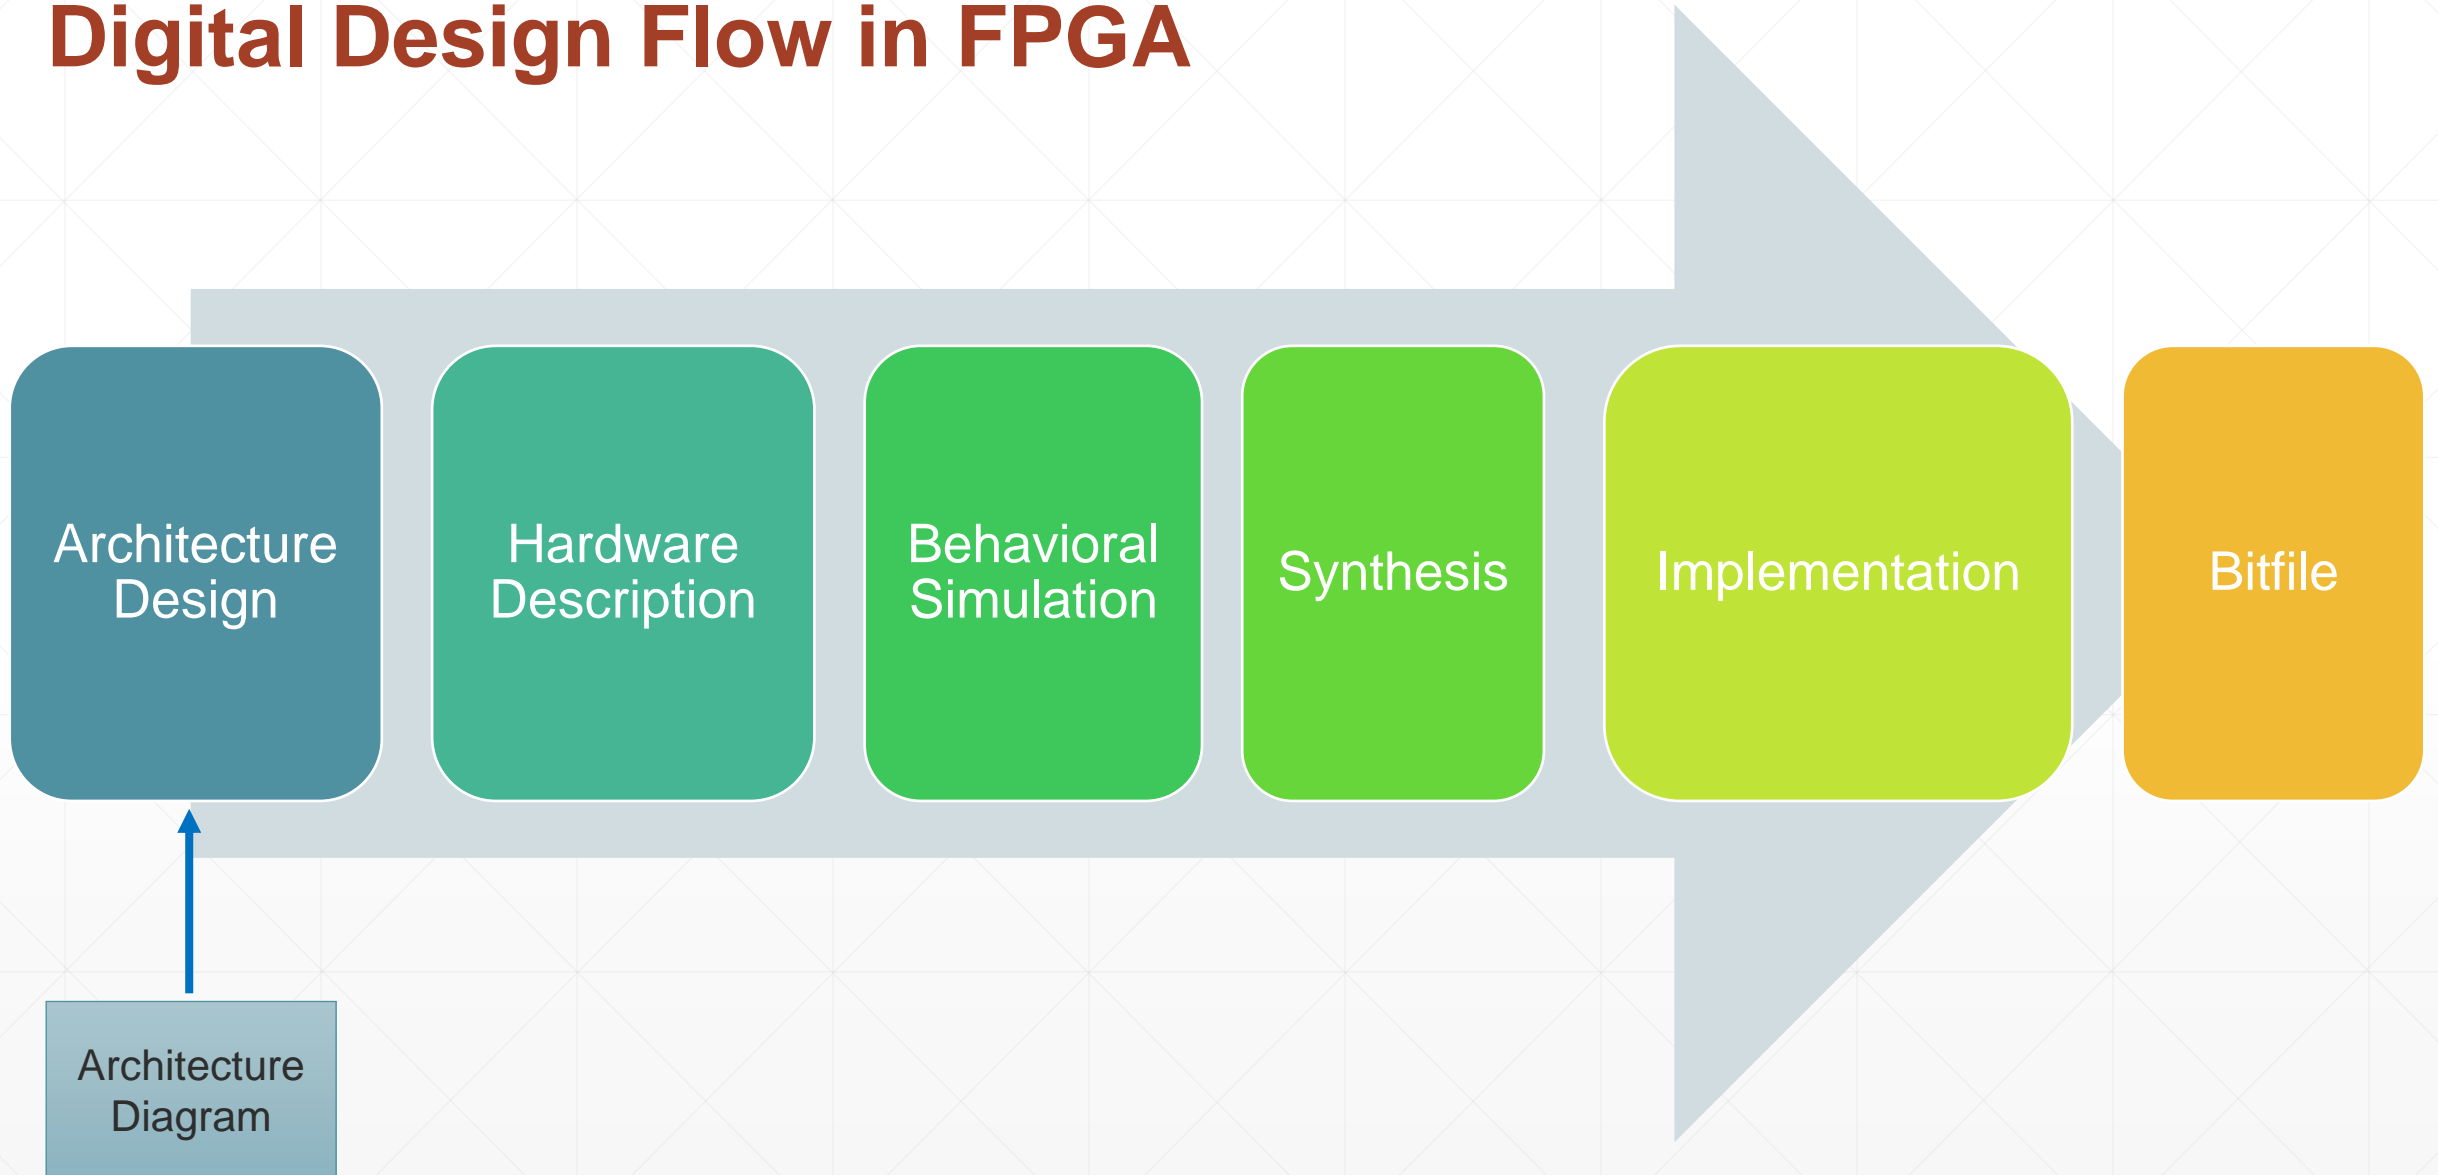 Digital Design Flow in FPGA
Architecture
Design
Hardware
Description
Behavioral
Simulation
Synthesis
Implementation
Bitfile
Architecture
Diagram